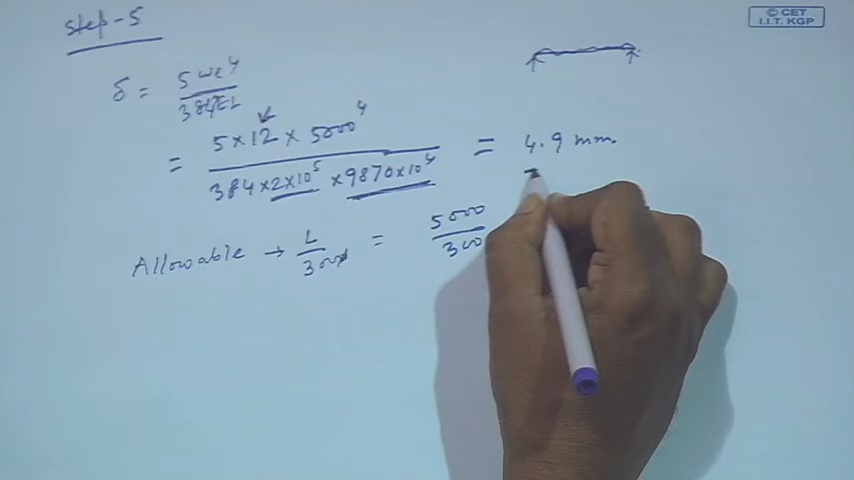 Step-5
© CET
I.I.T. KGP
δ = 5wl⁴ / 384EI
= 5 × 12 × 5000⁴ / 384 × 2 × 10⁵ × 9870 × 10⁴ = 4.9 mm.
Allowable → L / 300 = 5000 / 300